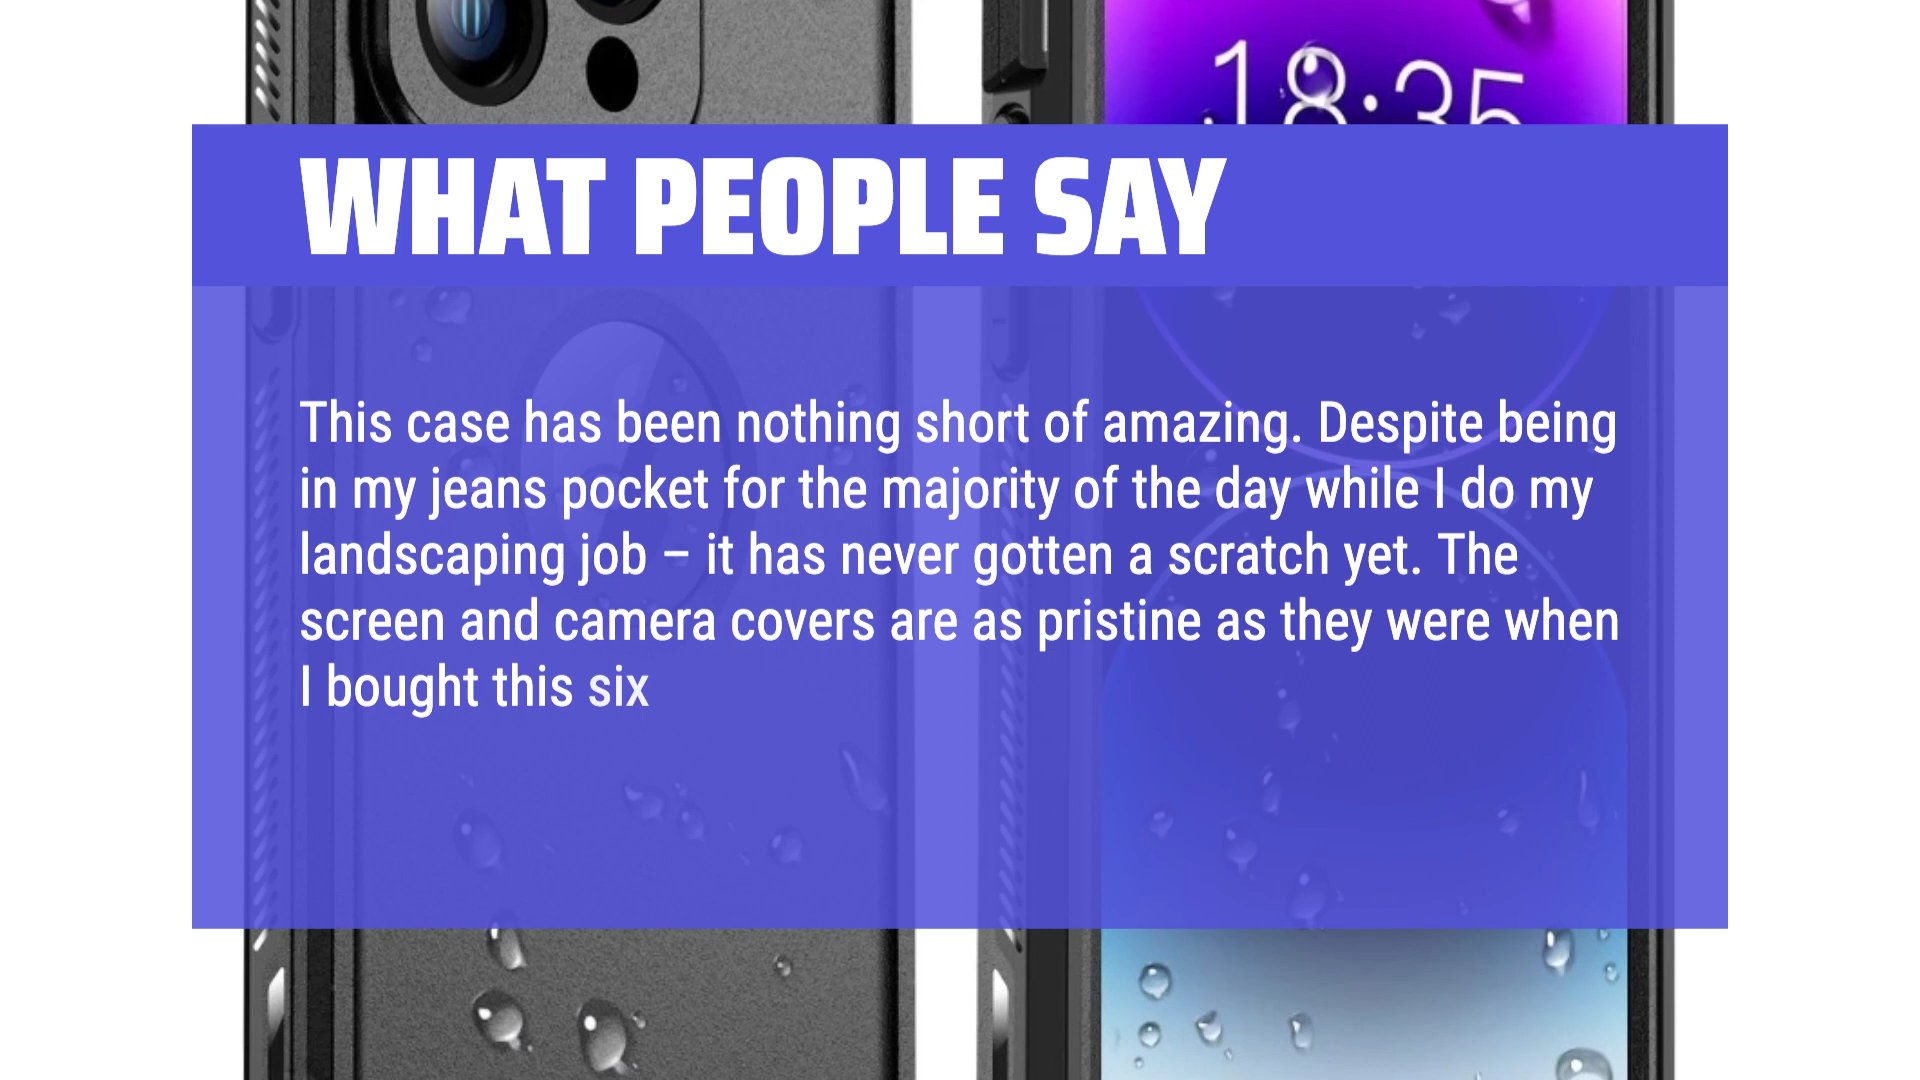 18:35
WHAT PEOPLE SAY
This case has been nothing short of amazing. Despite being
in my jeans pocket for the majority of the day while I do my
landscaping job – it has never gotten a scratch yet. The
screen and camera covers are as pristine as they were when
I bought this six